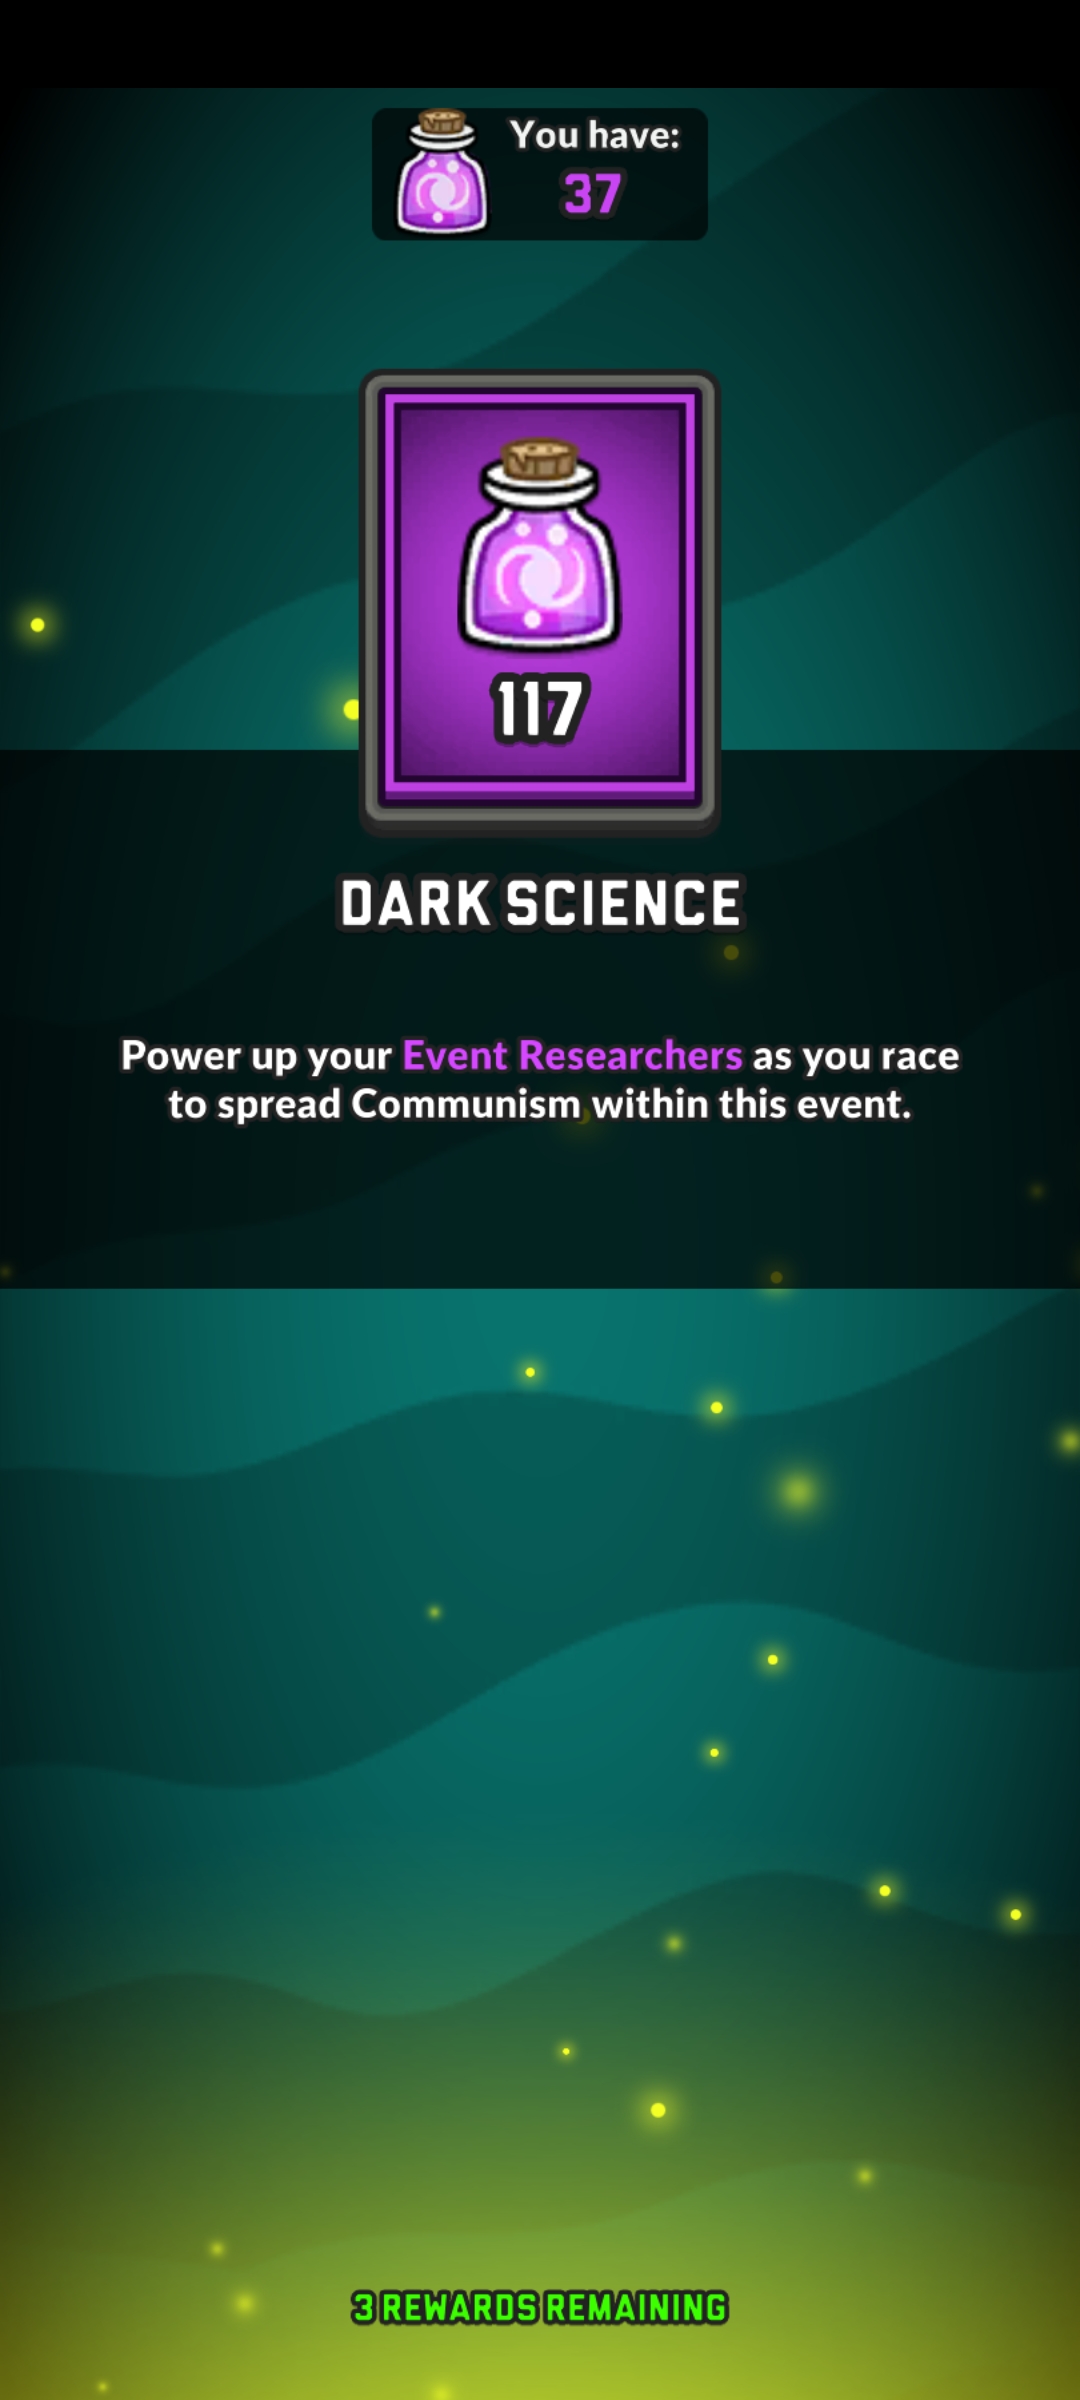 You have:
37
117
DARK SCIENCE
Power up your Event Researchers as you race
to spread Communism within this event.
3 REWARDS REMAINING